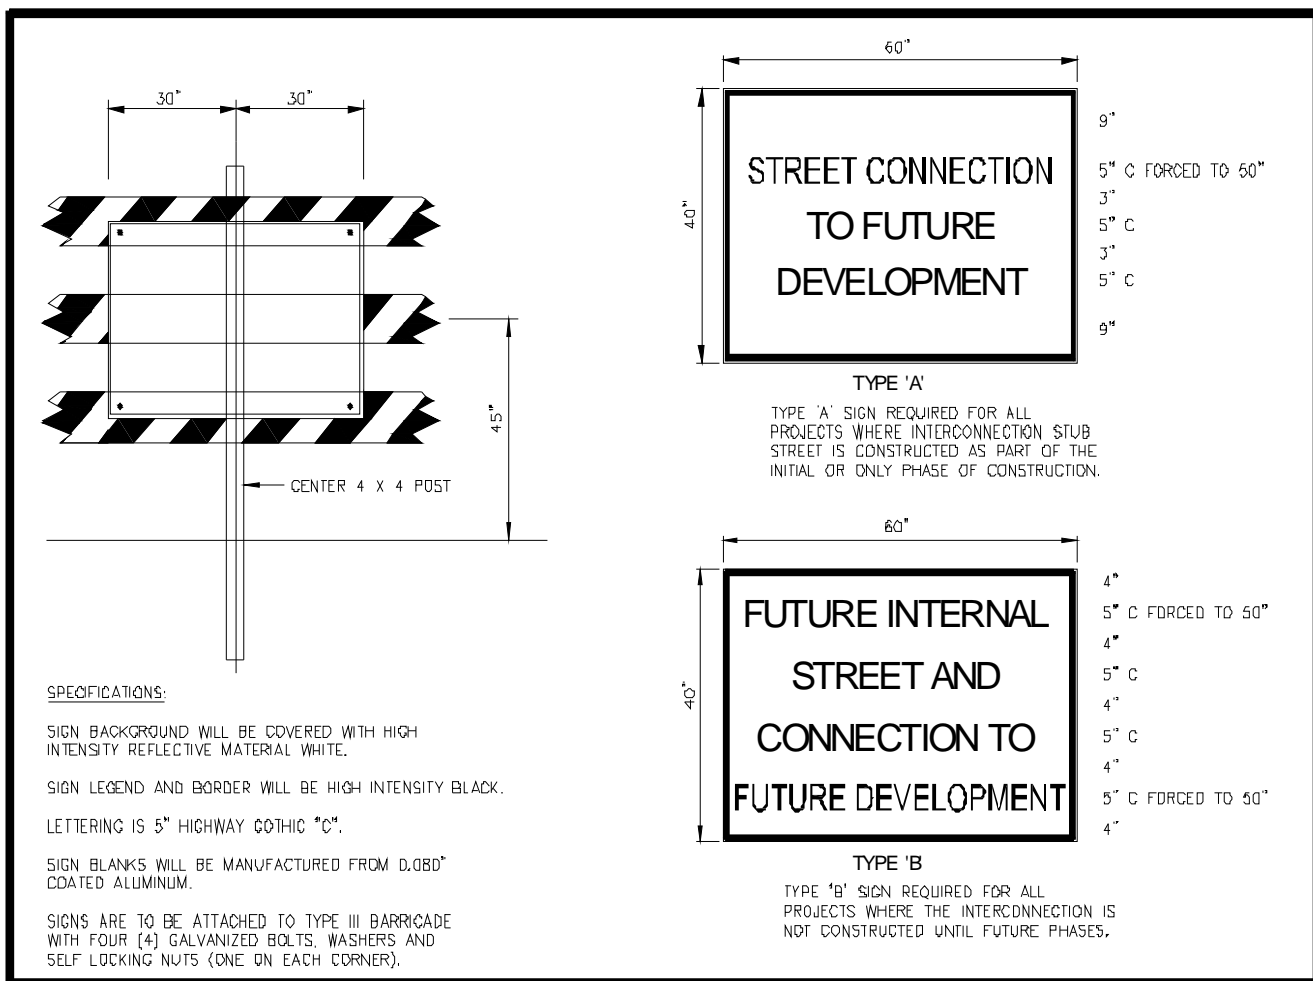 30" 30"
45"
CENTER 4 X 4 POST
SPECIFICATIONS:
SIGN BACKGROUND WILL BE COVERED WITH HIGH
INTENSITY REFLECTIVE MATERIAL WHITE.
SIGN LEGEND AND BORDER WILL BE HIGH INTENSITY BLACK.
LETTERING IS 5" HIGHWAY GOTHIC "C".
SIGN BLANKS WILL BE MANUFACTURED FROM 0.080"
COATED ALUMINUM.
SIGNS ARE TO BE ATTACHED TO TYPE III BARRICADE
WITH FOUR (4) GALVANIZED BOLTS, WASHERS AND
SELF LOCKING NUTS (ONE ON EACH CORNER).
60"
40"
STREET CONNECTION
TO FUTURE
DEVELOPMENT
9"
5" C FORCED TO 50"
3"
5" C
3"
5" C
9"
TYPE 'A'
TYPE 'A' SIGN REQUIRED FOR ALL
PROJECTS WHERE INTERCONNECTION STUB
STREET IS CONSTRUCTED AS PART OF THE
INITIAL OR ONLY PHASE OF CONSTRUCTION.
60"
40"
FUTURE INTERNAL
STREET AND
CONNECTION TO
FUTURE DEVELOPMENT
4"
5" C FORCED TO 50"
4"
5" C
4"
5" C
4"
5" C FORCED TO 50"
4"
TYPE 'B
TYPE 'B' SIGN REQUIRED FOR ALL
PROJECTS WHERE THE INTERCONNECTION IS
NOT CONSTRUCTED UNTIL FUTURE PHASES.